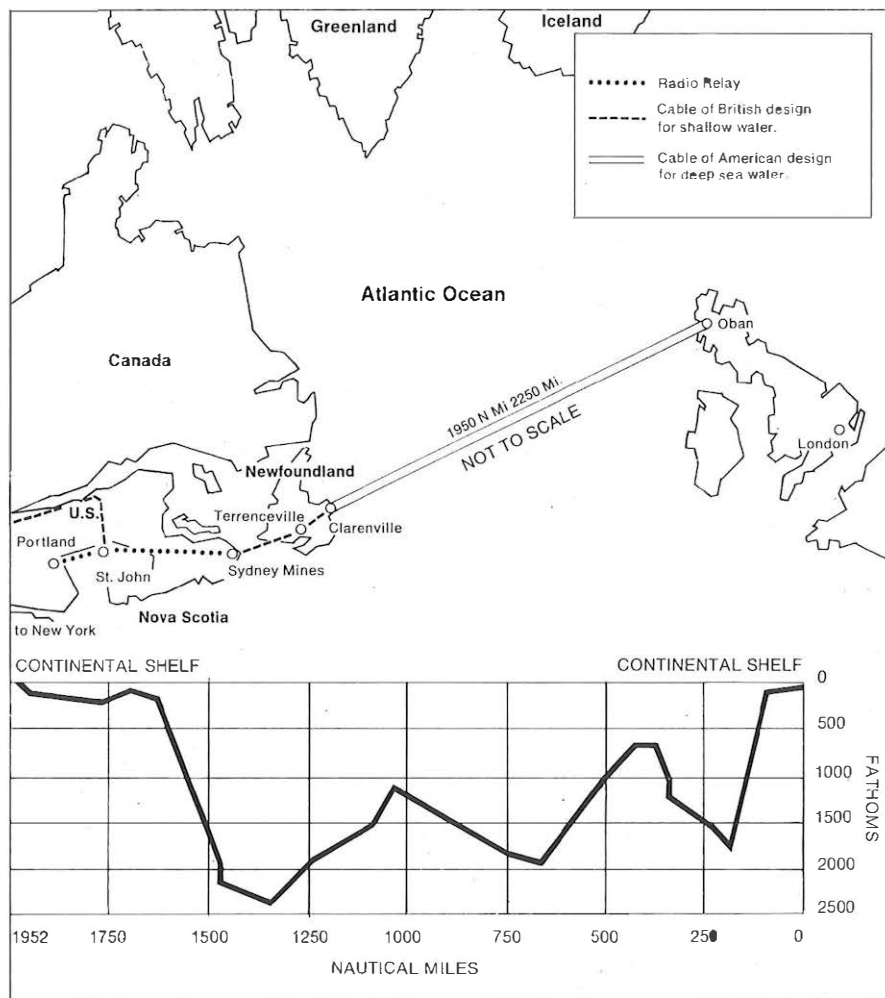 Greenland
Iceland
Radio Relay
Cable of British design
for shallow water.
Cable of American design
for deep sea water.
Atlantic Ocean
Canada
Oban
1950 N Mi 2250 Mi.
NOT TO SCALE
London
Newfoundland
Terrenceville
Clarenville
U.S.
Portland
St. John
Sydney Mines
Nova Scotia
to New York
CONTINENTAL SHELF
CONTINENTAL SHELF
0
500
1000
1500
2000
2500
FATHOMS
1952
1750
1500
1250
1000
750
500
250
0
NAUTICAL MILES